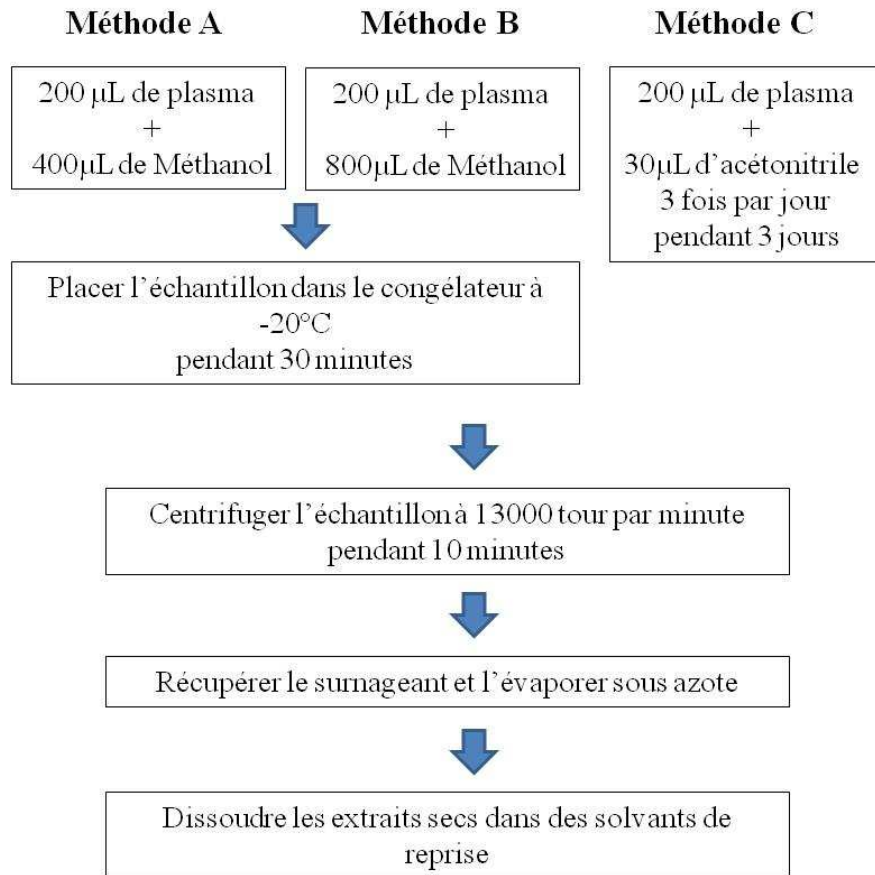 Méthode A
Méthode B
Méthode C
200 μL de plasma
+
400μL de Méthanol
200 μL de plasma
+
800μL de Méthanol
200 μL de plasma
+
30μL d'acétonitrile
3 fois par jour
pendant 3 jours
Placer l'échantillon dans le congélateur à
-20°C
pendant 30 minutes
Centrifuger l'échantillon à 13000 tour par minute
pendant 10 minutes
Récupérer le surnageant et l'évaporer sous azote
Dissoudre les extraits secs dans des solvants de
reprise